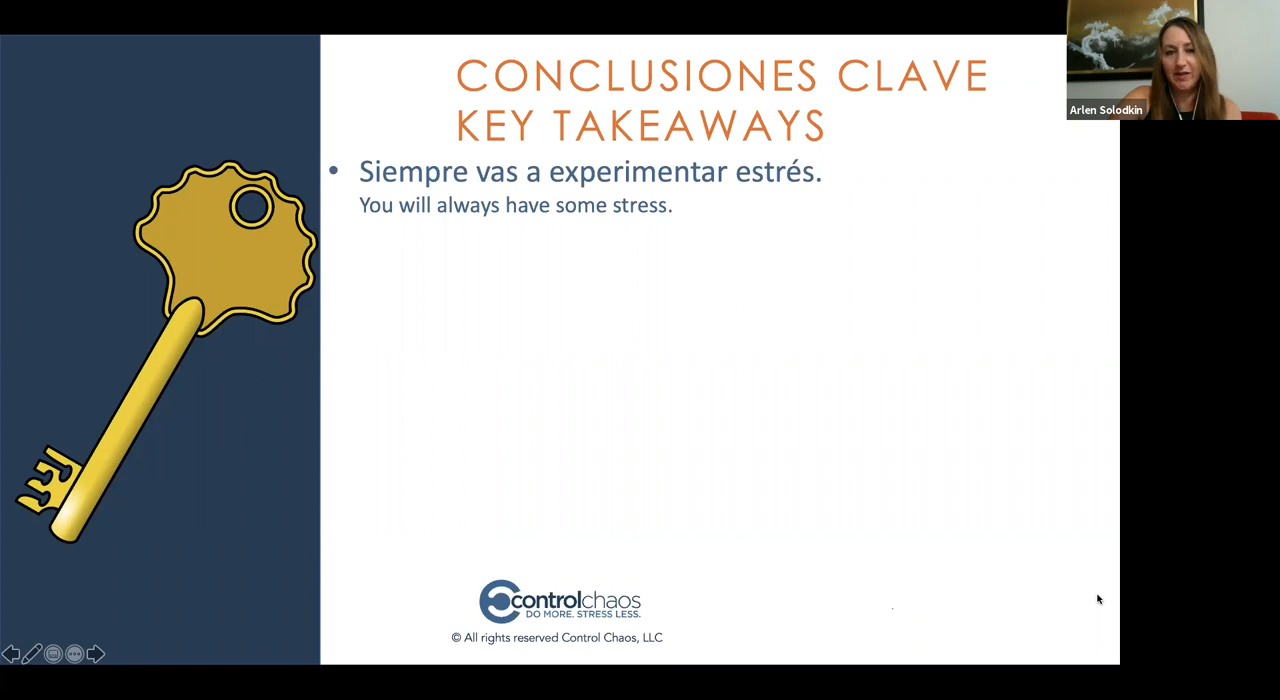 CONCLUSIONES CLAVE
KEY TAKEAWAYS
Arlen Solodkin
• Siempre vas a experimentar estrés.
You will always have some stress.
controlchaos
DO MORE. STRESS LESS.
© All rights reserved Control Chaos, LLC